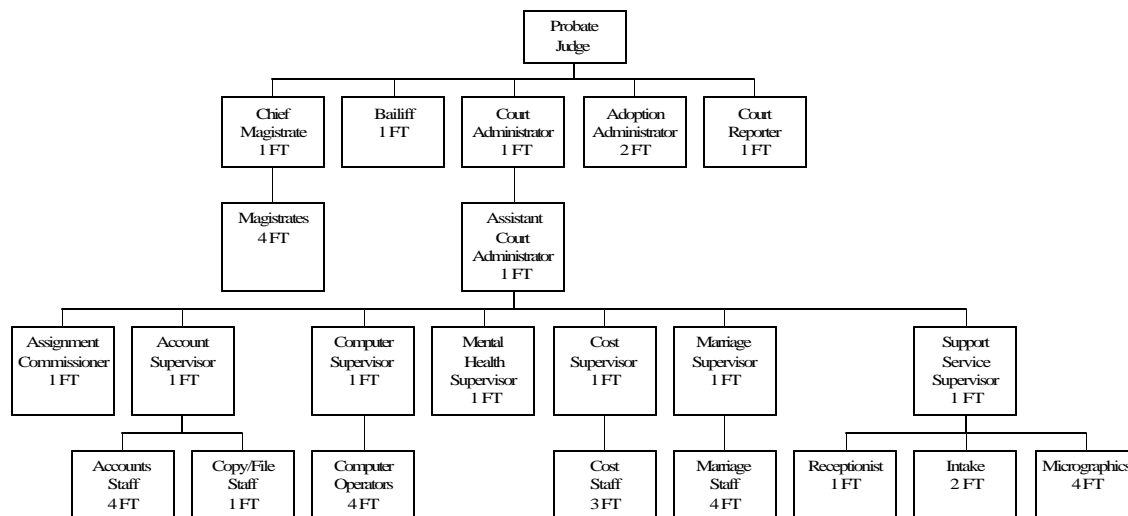 Probate
Judge
Chief
Magistrate
1 FT
Bailiff
1 FT
Court
Administrator
1 FT
Adoption
Administrator
2 FT
Court
Reporter
1 FT
Magistrates
4 FT
Assistant
Court
Administrator
1 FT
Assignment
Commissioner
1 FT
Account
Supervisor
1 FT
Computer
Supervisor
1 FT
Mental
Health
Supervisor
1 FT
Cost
Supervisor
1 FT
Marriage
Supervisor
1 FT
Support
Service
Supervisor
1 FT
Accounts
Staff
4 FT
Copy/File
Staff
1 FT
Computer
Operators
4 FT
Cost
Staff
3 FT
Marriage
Staff
4 FT
Receptionist
1 FT
Intake
2 FT
Micrographics
4 FT